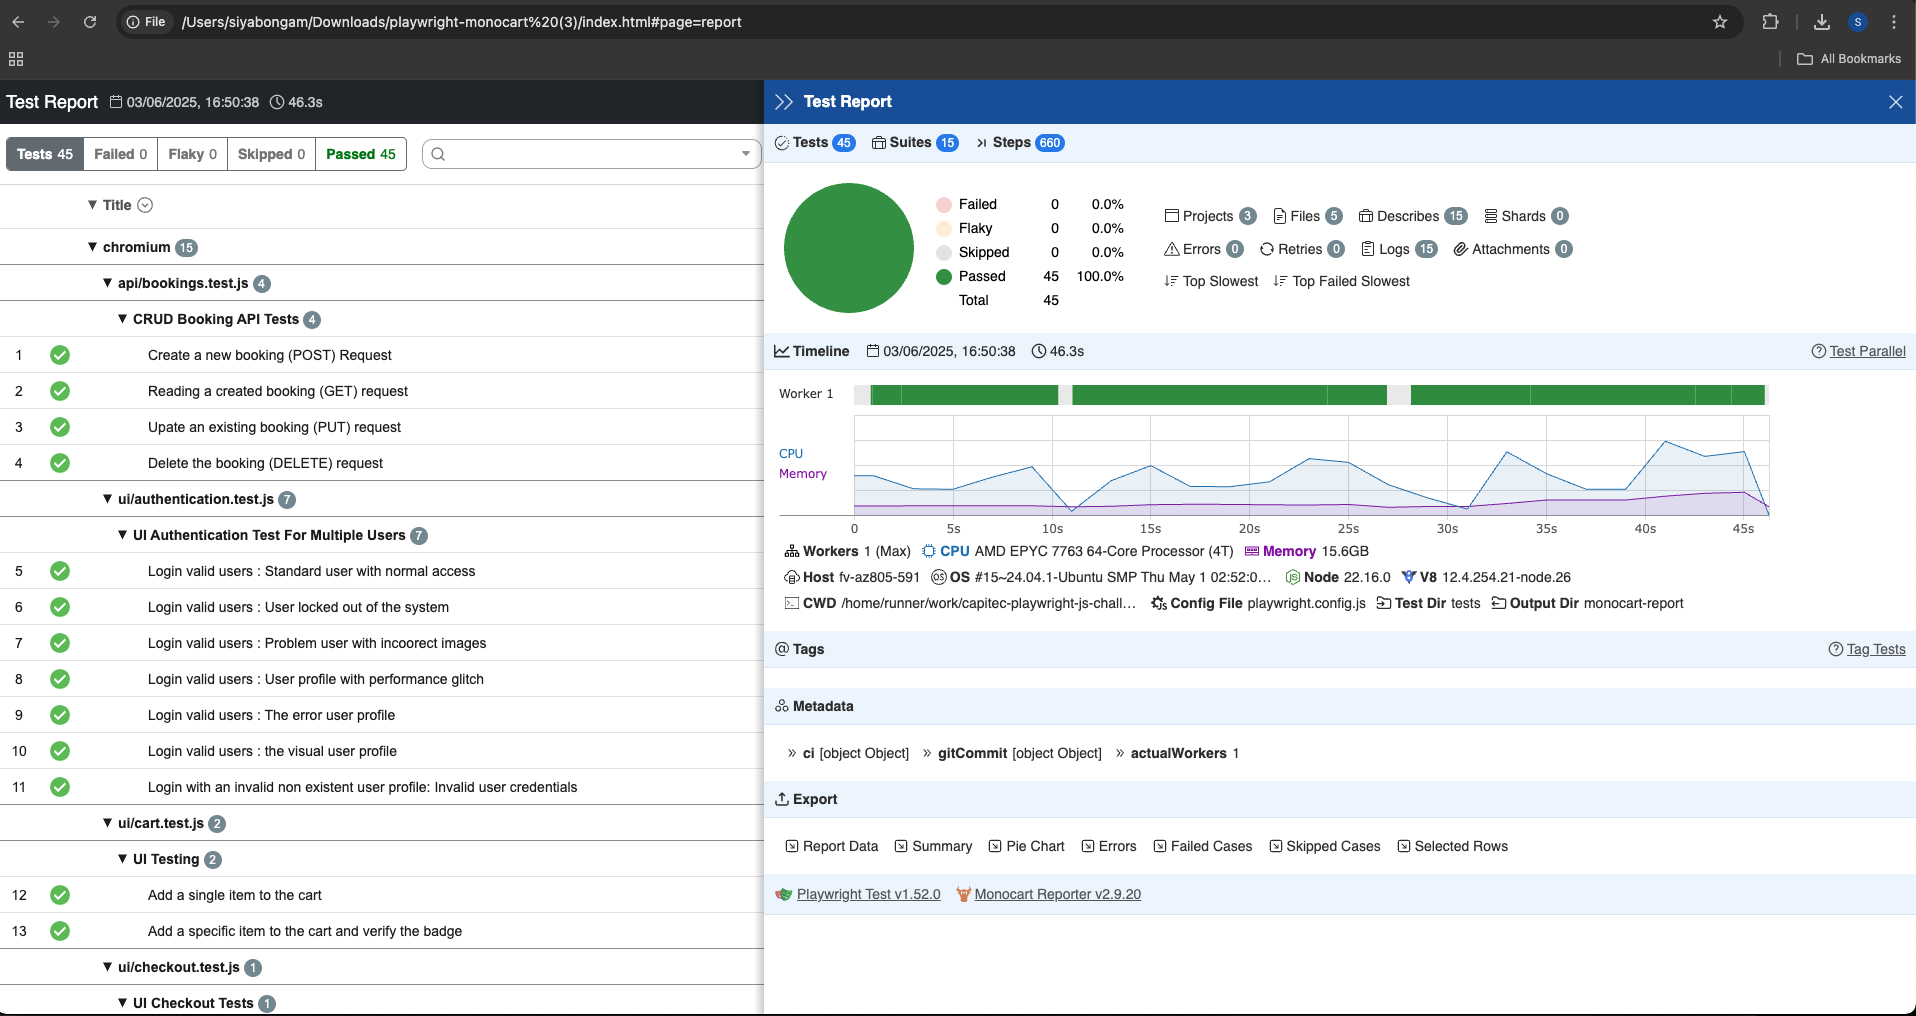 File /Users/siyabongam/Downloads/playwright-monocart%20(3)/index.html#page=report S
All Bookmarks
Test Report 03/06/2025, 16:50:38 46.3s
Tests 45 Failed 0 Flaky 0 Skipped 0 Passed 45
Title
chromium 15
api/bookings.test.js 4
CRUD Booking API Tests 4
1 Create a new booking (POST) Request
2 Reading a created booking (GET) request
3 Upate an existing booking (PUT) request
4 Delete the booking (DELETE) request
ui/authentication.test.js 7
UI Authentication Test For Multiple Users 7
5 Login valid users : Standard user with normal access
6 Login valid users : User locked out of the system
7 Login valid users : Problem user with incoorect images
8 Login valid users : User profile with performance glitch
9 Login valid users : The error user profile
10 Login valid users : the visual user profile
11 Login with an invalid non existent user profile: Invalid user credentials
ui/cart.test.js 2
UI Testing 2
12 Add a single item to the cart
13 Add a specific item to the cart and verify the badge
ui/checkout.test.js 1
UI Checkout Tests 1
Test Report
Tests 45 Suites 15 Steps 660
Failed 0 0.0%
Flaky 0 0.0%
Skipped 0 0.0%
Passed 45 100.0%
Total 45
Projects 3 Files 5 Describes 15 Shards 0
Errors 0 Retries 0 Logs 15 Attachments 0
Top Slowest Top Failed Slowest
Timeline 03/06/2025, 16:50:38 46.3s Test Parallel
Worker 1
CPU
Memory
0 5s 10s 15s 20s 25s 30s 35s 40s 45s
Workers 1 (Max) CPU AMD EPYC 7763 64-Core Processor (4T) Memory 15.6GB
Host fv-az805-591 OS OS #15~24.04.1-Ubuntu SMP Thu May 1 02:52:0... JS Node 22.16.0 V8 12.4.254.21-node.26
CWD /home/runner/work/capitec-playwright-js-chall... Config File playwright.config.js Test Dir tests Output Dir monocart-report
Tags Tag Tests
Metadata
ci [object Object] gitCommit [object Object] actualWorkers 1
Export
Report Data Summary Pie Chart Errors Failed Cases Skipped Cases Selected Rows
Playwright Test v1.52.0 Monocart Reporter v2.9.20